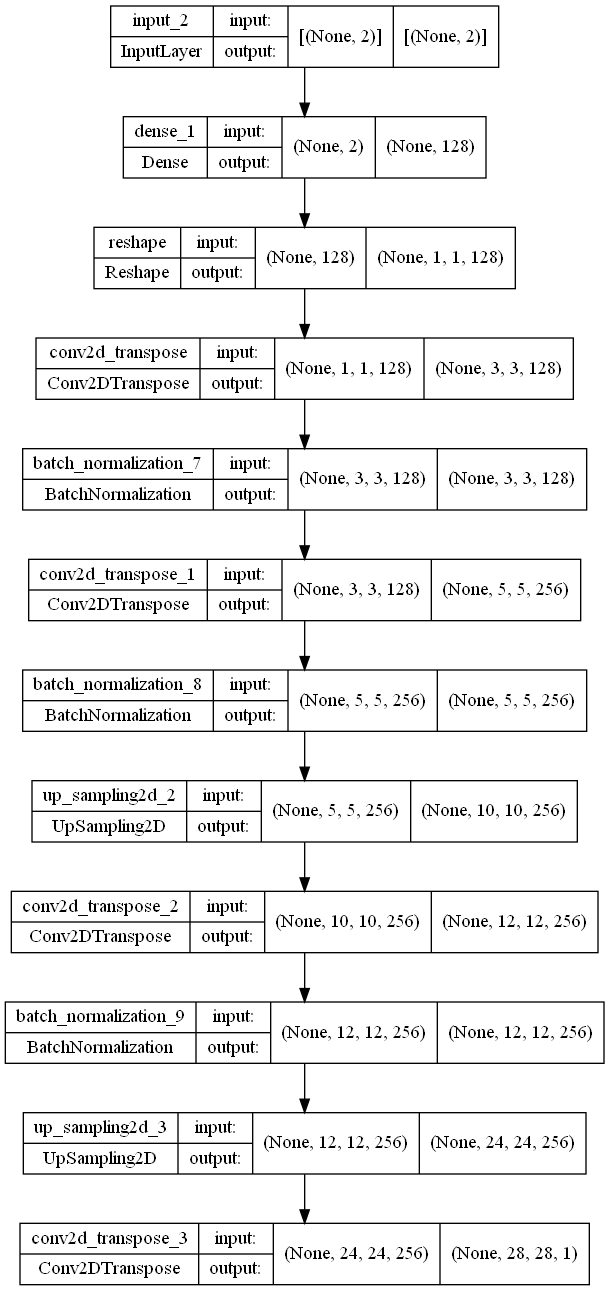 input_2 input: [(None, 2)] [(None, 2)]
InputLayer output:
dense_1 input: (None, 2) (None, 128)
Dense output:
reshape input: (None, 128) (None, 1, 1, 128)
Reshape output:
conv2d_transpose input: (None, 1, 1, 128) (None, 3, 3, 128)
Conv2DTranspose output:
batch_normalization_7 input: (None, 3, 3, 128) (None, 3, 3, 128)
BatchNormalization output:
conv2d_transpose_1 input: (None, 3, 3, 128) (None, 5, 5, 256)
Conv2DTranspose output:
batch_normalization_8 input: (None, 5, 5, 256) (None, 5, 5, 256)
BatchNormalization output:
up_sampling2d_2 input: (None, 5, 5, 256) (None, 10, 10, 256)
UpSampling2D output:
conv2d_transpose_2 input: (None, 10, 10, 256) (None, 12, 12, 256)
Conv2DTranspose output:
batch_normalization_9 input: (None, 12, 12, 256) (None, 12, 12, 256)
BatchNormalization output:
up_sampling2d_3 input: (None, 12, 12, 256) (None, 24, 24, 256)
UpSampling2D output:
conv2d_transpose_3 input: (None, 24, 24, 256) (None, 28, 28, 1)
Conv2DTranspose output: